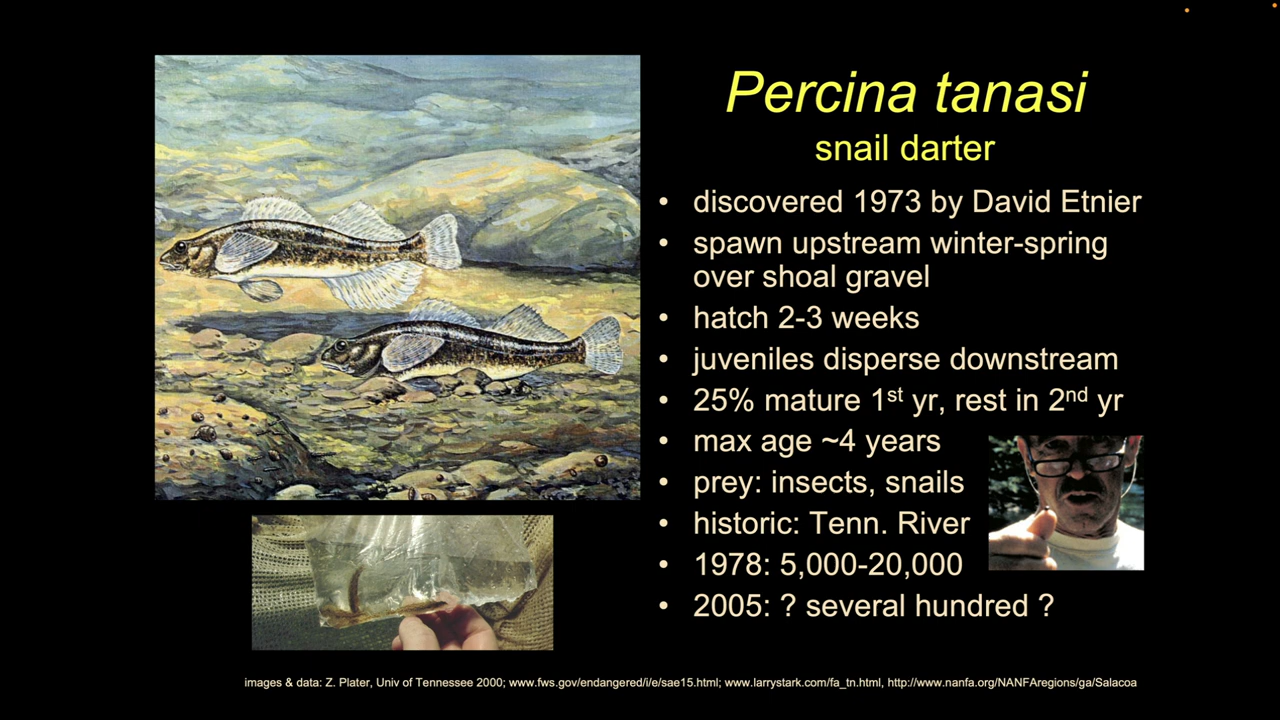 Percina tanasi
snail darter
• discovered 1973 by David Etnier
• spawn upstream winter-spring
over shoal gravel
• hatch 2-3 weeks
• juveniles disperse downstream
• 25% mature 1st yr, rest in 2nd yr
• max age ~4 years
• prey: insects, snails
• historic: Tenn. River
• 1978: 5,000-20,000
• 2005: ? several hundred ?
images & data: Z. Plater, Univ of Tennessee 2000; www.fws.gov/endangered/i/e/sae15.html; www.larrystark.com/fa_tn.html, http://www.nanfa.org/NANFAregions/ga/Salacoa